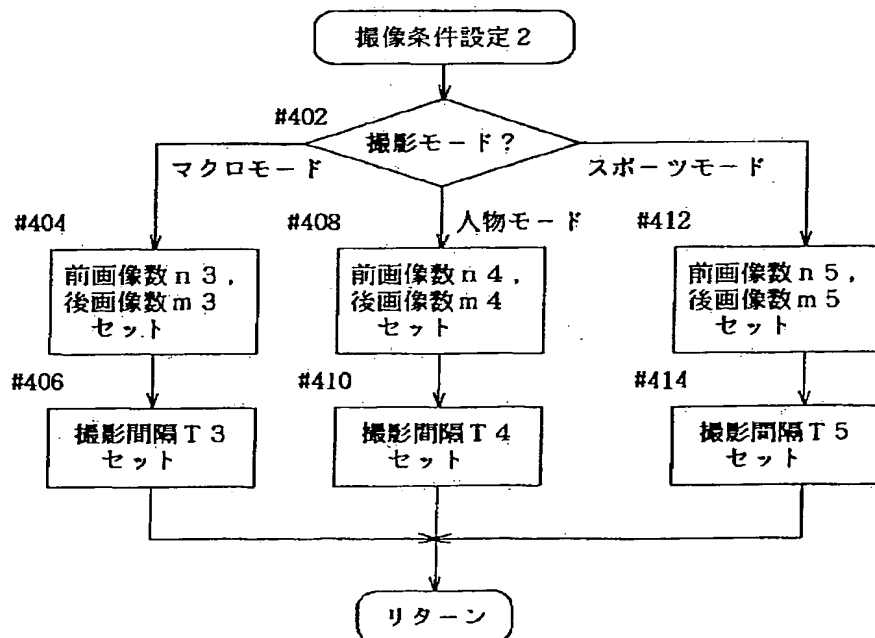 撮像条件設定2
#402
撮影モード?
マクロモード
スポーツモード
人物モード
#404
前画像数n3,
後画像数m3
セット
#408
前画像数n4,
後画像数m4
セット
#412
前画像数n5,
後画像数m5
セット
#406
撮影間隔T3
セット
#410
撮影間隔T4
セット
#414
撮影間隔T5
セット
リターン